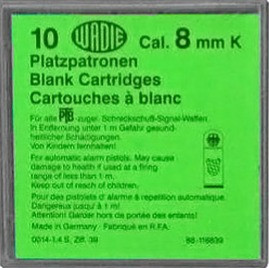 10 WADIE Cal. 8 mm K
Platzpatronen
Blank Cartridges
Cartouches à blanc
Für alle PTB -zugel. Schreckschuß-Signal-Waffen
In Entfernung unter 1 m Gefahr gesund-
heitlicher Schädigungen.
Von Kindern fernhalten!
For automatic alarm pistols. May cause
damage to health if used at a firing
range of less than 1 m.
Keep out of reach of children.
Pour des pistolets d' alarme à répétition automatique.
Dangereux jusqu'à 1 m!
Attention! Garder hors de portée des enfants!
Made in Germany · Fabriqué en R.F.A.
0014-1.4 S, Ziff. 39 88-116839